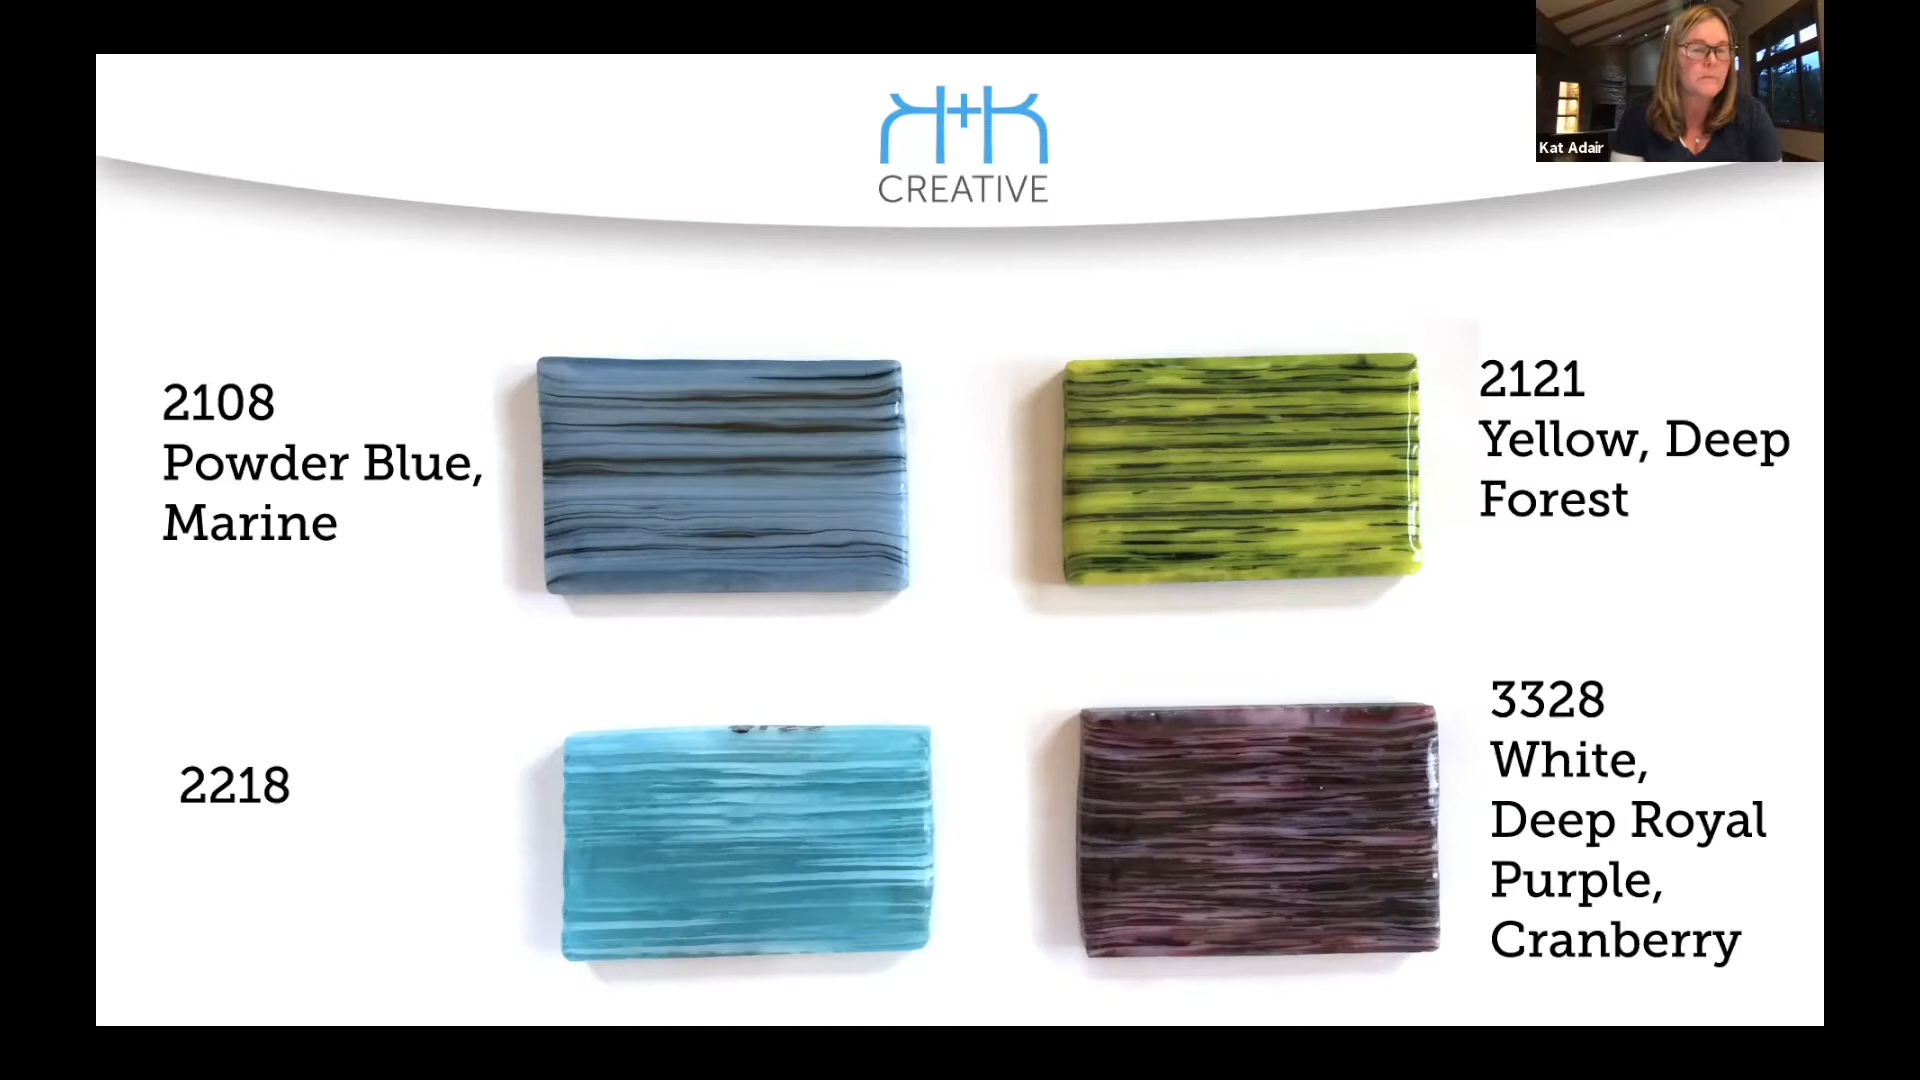 K+K
CREATIVE
Kat Adair
2108
Powder Blue,
Marine
2121
Yellow, Deep
Forest
2218
3328
White,
Deep Royal
Purple,
Cranberry